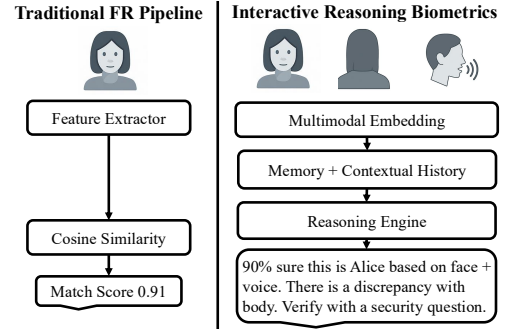 Traditional FR Pipeline
Feature Extractor
Cosine Similarity
Match Score 0.91
Interactive Reasoning Biometrics
Multimodal Embedding
Memory + Contextual History
Reasoning Engine
90% sure this is Alice based on face +
voice. There is a discrepancy with
body. Verify with a security question.